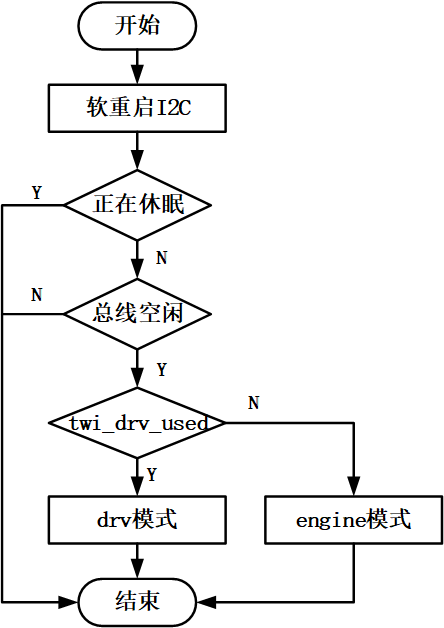 开始
软重启I2C
正在休眠
Y
N
总线空闲
N
Y
twi_drv_used
N
Y
drv模式
engine模式
结束